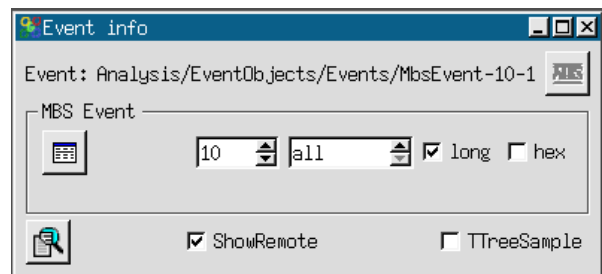 Event info
Event: Analysis/EventObjects/Events/MbsEvent-10-1
MBS Event
10 all long hex
ShowRemote TTreeSample